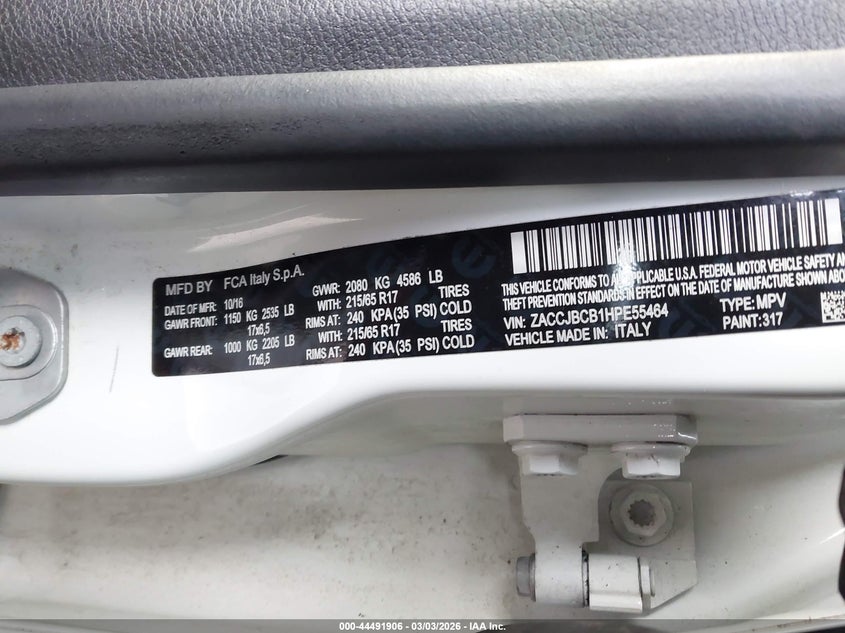 MFD BY FCA Italy S.p.A.
DATE OF MFR: 10/16 GVWR: 2080 KG 4586 LB
GAWR FRONT: 1150 KG 2535 LB WITH: 215/65 R17 TIRES
17x6,5 RIMS AT: 240 KPA(35 PSI) COLD
GAWR REAR: 1000 KG 2205 LB WITH: 215/65 R17 TIRES
17x6,5 RIMS AT: 240 KPA(35 PSI) COLD
THIS VEHICLE CONFORMS TO ALL APPLICABLE U.S.A. FEDERAL MOTOR VEHICLE SAFETY AN
THEFT PREVENTION STANDARDS IN EFFECT ON THE DATE OF MANUFACTURE SHOWN ABOV
VIN: ZACCJBCB1HPE55464 TYPE: MPV
VEHICLE MADE IN: ITALY PAINT: 317
000-44491906 - 03/03/2026 - IAA Inc.